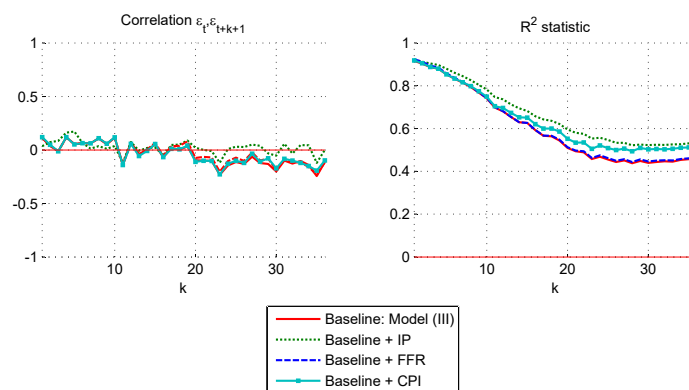 Correlation ε_t,ε_{t+k+1}
1
0.5
0
-0.5
-1
10 20 30
k
R² statistic
1
0.8
0.6
0.4
0.2
0
10 20 30
k
Baseline: Model (III)
Baseline + IP
Baseline + FFR
Baseline + CPI